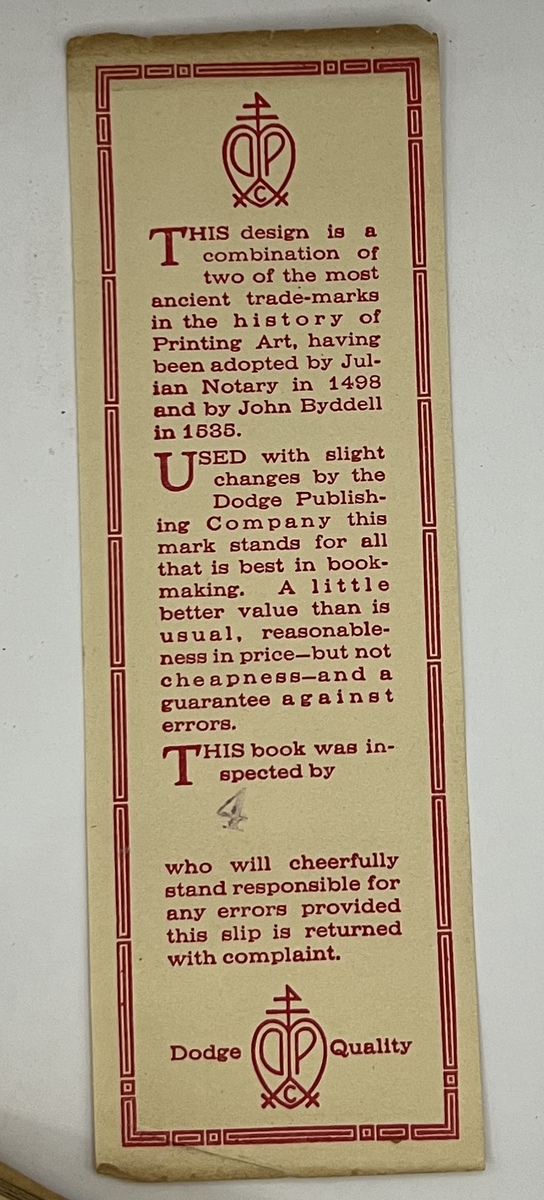 DP
C
THIS design is a
combination of
two of the most
ancient trade-marks
in the history of
Printing Art, having
been adopted by Jul-
ian Notary in 1498
and by John Byddell
in 1535.
USED with slight
changes by the
Dodge Publish-
ing Company this
mark stands for all
that is best in book-
making. A little
better value than is
usual, reasonable-
ness in price—but not
cheapness—and a
guarantee against
errors.
THIS book was in-
spected by
4
who will cheerfully
stand responsible for
any errors provided
this slip is returned
with complaint.
Dodge DP Quality
C